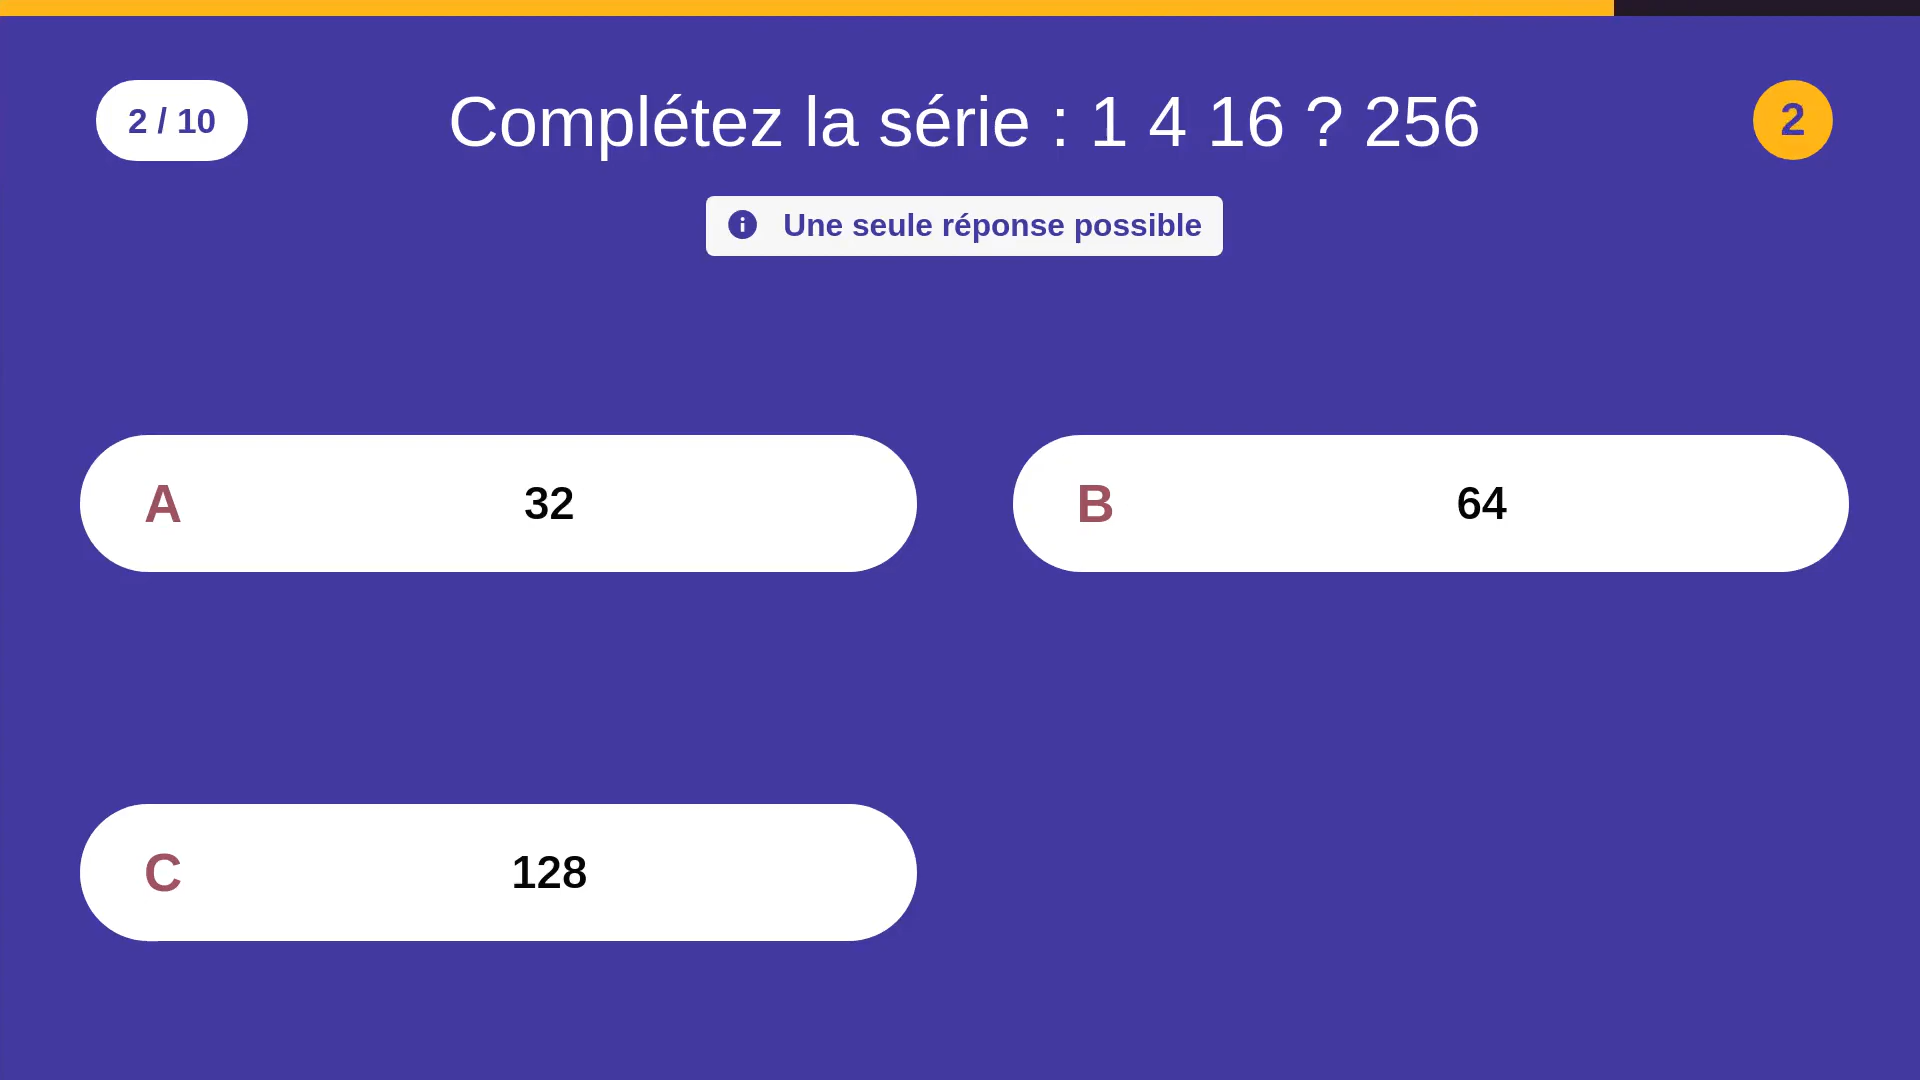 2 / 10
Complétez la série : 1 4 16 ? 256
2
Une seule réponse possible
A 32
B 64
C 128